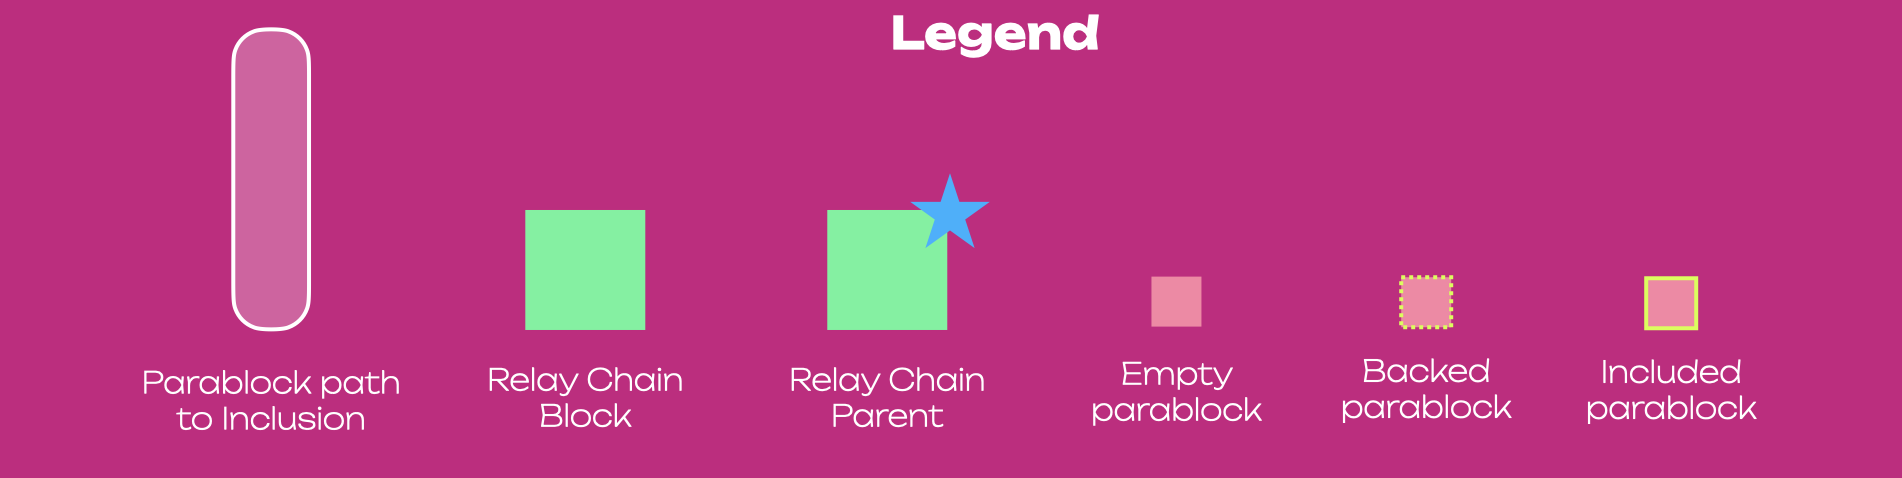 Legend
Parablock path
to Inclusion
Relay Chain
Block
Relay Chain
Parent
Empty
parablock
Backed
parablock
Included
parablock